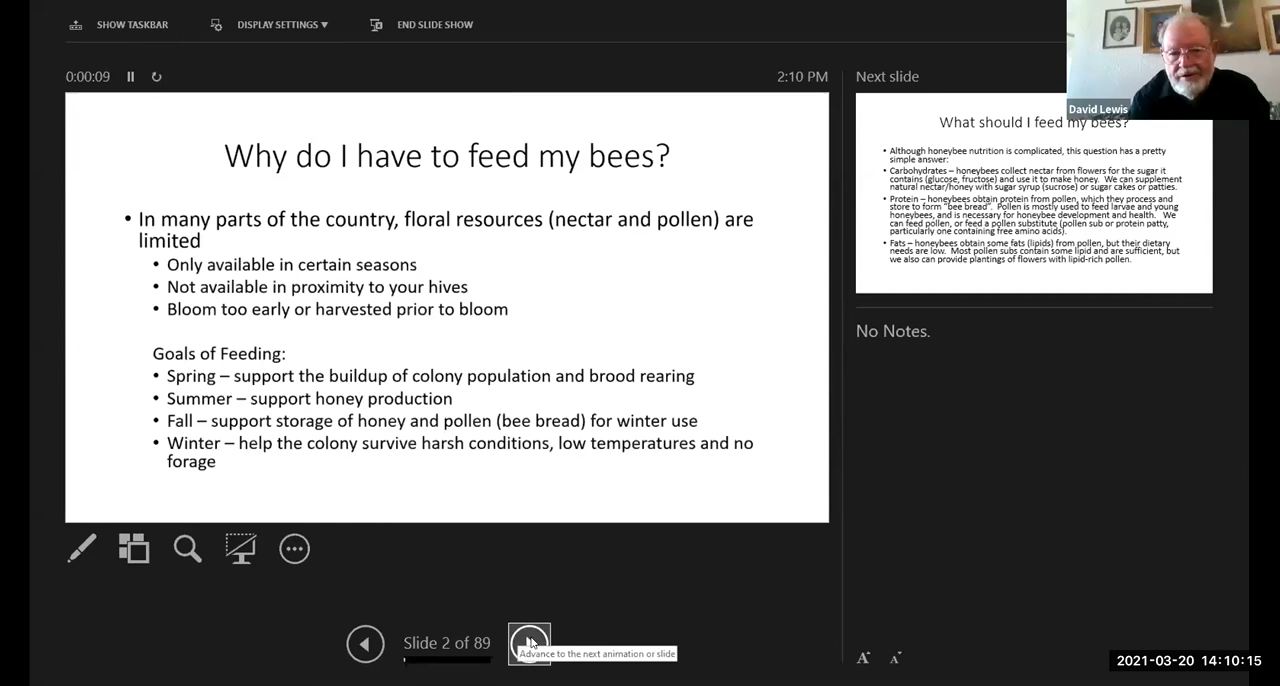 SHOW TASKBAR
DISPLAY SETTINGS ▼
END SLIDE SHOW
0:00:09
2:10 PM
Next slide
David Lewis
Why do I have to feed my bees?
• In many parts of the country, floral resources (nectar and pollen) are
limited
• Only available in certain seasons
• Not available in proximity to your hives
• Bloom too early or harvested prior to bloom
Goals of Feeding:
• Spring – support the buildup of colony population and brood rearing
• Summer – support honey production
• Fall – support storage of honey and pollen (bee bread) for winter use
• Winter – help the colony survive harsh conditions, low temperatures and no
forage
What should I feed my bees?
• Although honeybee nutrition is complicated, this question has a pretty
simple answer:
• Carbohydrates – honeybees collect nectar from flowers for the sugar it
contains (glucose, fructose) and use it to make honey. We can supplement
natural nectar/honey with sugar syrup (sucrose) or sugar cakes or patties.
• Protein – honeybees obtain protein from pollen, which they process and
store to form "bee bread". Pollen is mostly used to feed larvae and young
honeybees, and is necessary for honeybee development and health. We
can feed pollen, or feed a pollen substitute (pollen sub or protein patty,
particularly one containing free amino acids).
• Fats – honeybees obtain some fats (lipids) from pollen, but their dietary
needs are low. Most pollen subs contain some lipid and are sufficient, but
we also can provide plantings of flowers with lipid-rich pollen.
No Notes.
Slide 2 of 89
Advance to the next animation or slide
A A
2021-03-20 14:10:15